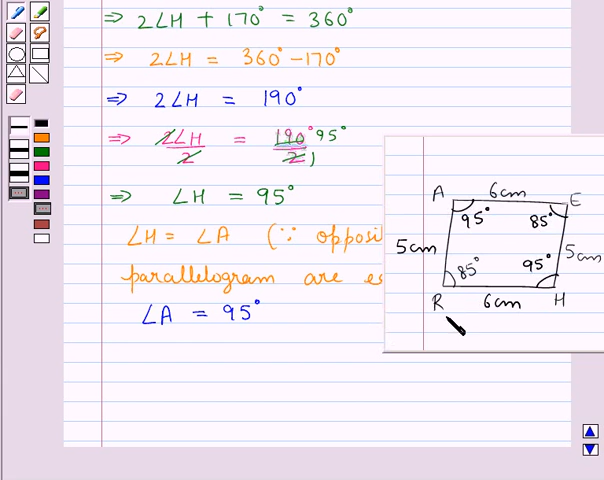 ⇒ 2∠H + 170° = 360°
⇒ 2∠H = 360° − 170°
⇒ 2∠H = 190°
⇒ 2∠H/2 = 190°/2 95° 1
⇒ ∠H = 95°
∠H = ∠A (∵
parallelogram are
∠A = 95°
A 6cm E
95° 85°
5cm 5cm
85° 95°
R 6cm H